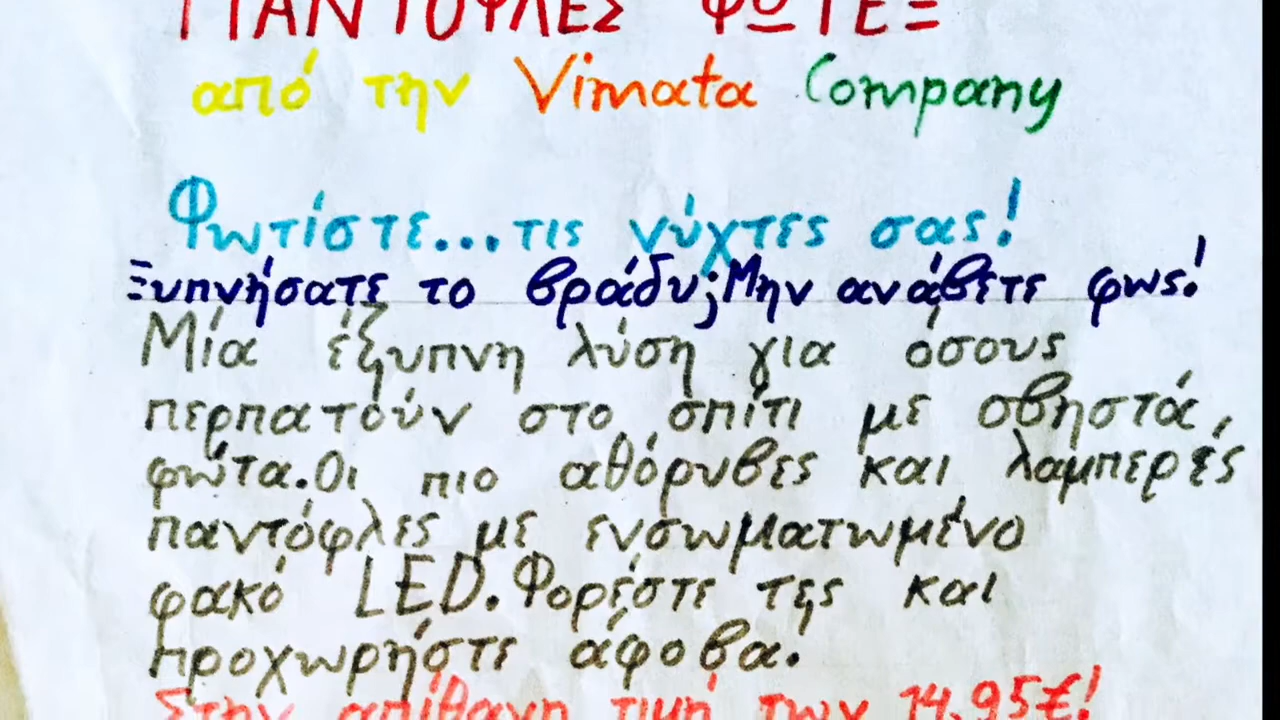 ΠΑΝΤΟΦΛΕΣ ΦΩΤΕΞ
από την Vimata Company
Φωτίστε...τις νύχτες σας!
Ξυπνήσατε το βράδυ;Μην ανάβετε φως!
Μία έξυπνη λύση για όσους
περπατούν στο σπίτι με σβηστά
φώτα.Οι πιο αθόρυβες και λαμπερές
παντόφλες με ενσωματωμένο
φακό LED.Φορέστε τες και
προχωρήστε άφοβα!
Στην απίθανη τιμή των 14.95€!